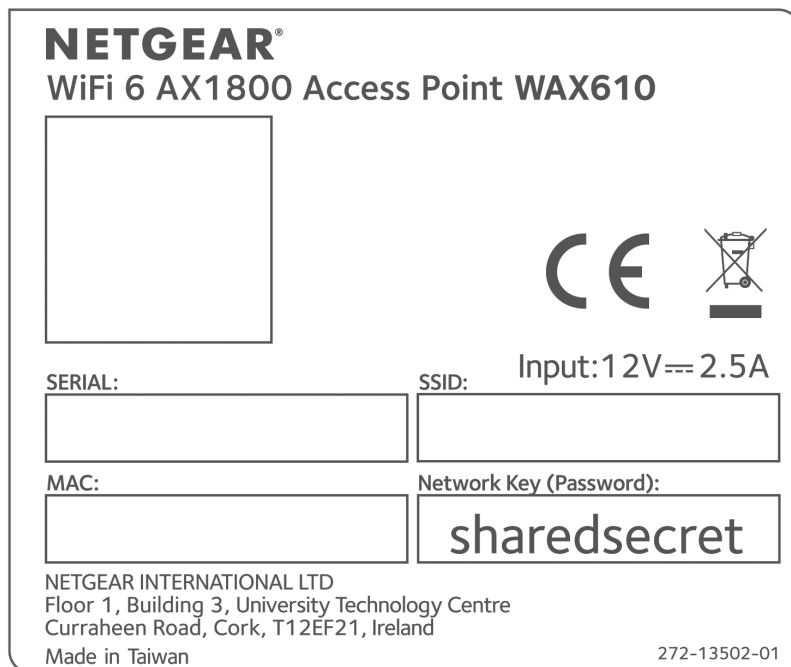 NETGEAR®
WiFi 6 AX1800 Access Point WAX610
CE
Input:12V⎓2.5A
SERIAL:
SSID:
MAC:
Network Key (Password):
sharedsecret
NETGEAR INTERNATIONAL LTD
Floor 1, Building 3, University Technology Centre
Curraheen Road, Cork, T12EF21, Ireland
Made in Taiwan
272-13502-01